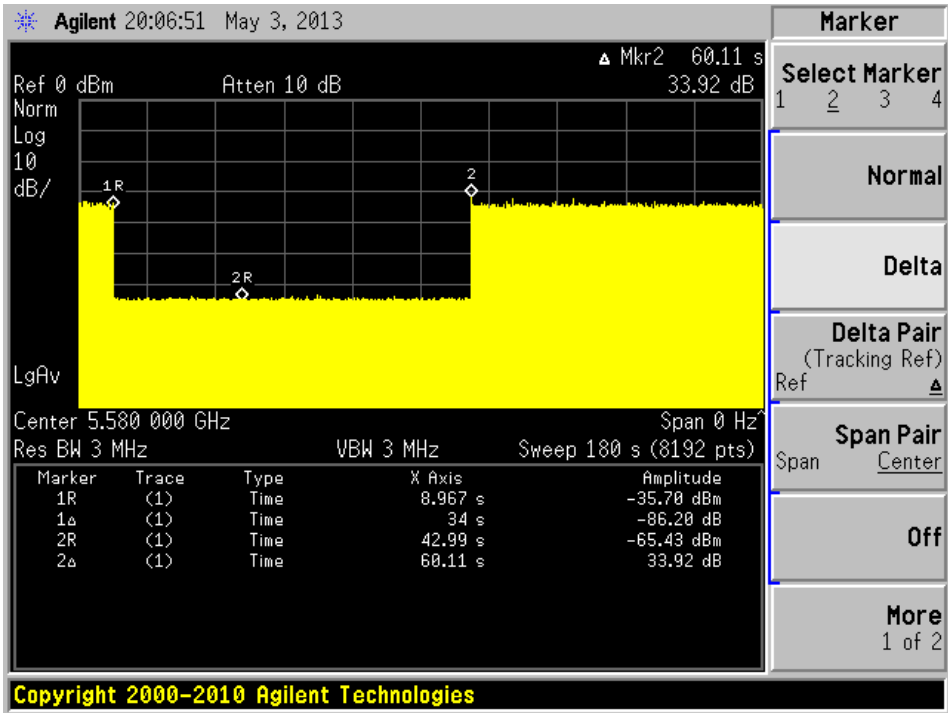 Agilent 20:06:51 May 3, 2013
Marker
Δ Mkr2 60.11 s
Ref 0 dBm Atten 10 dB 33.92 dB
Norm
Log
10
dB/
1R
2
2R
LgAv
Center 5.580 000 GHz Span 0 Hz^
Res BW 3 MHz VBW 3 MHz Sweep 180 s (8192 pts)
Marker Trace Type X Axis Amplitude
1R (1) Time 8.967 s -35.70 dBm
1Δ (1) Time 34 s -86.20 dB
2R (1) Time 42.99 s -65.43 dBm
2Δ (1) Time 60.11 s 33.92 dB
Select Marker
1 2 3 4
Normal
Delta
Delta Pair
(Tracking Ref)
Ref Δ
Span Pair
Span Center
Off
More
1 of 2
Copyright 2000-2010 Agilent Technologies